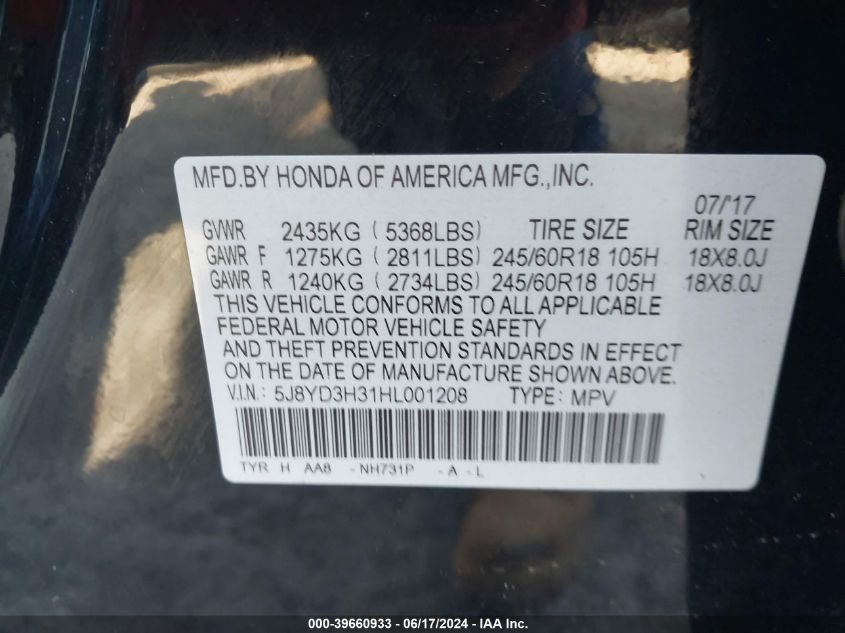 MFD.BY HONDA OF AMERICA MFG.,INC.
07/'17
GVWR 2435KG ( 5368LBS) TIRE SIZE RIM SIZE
GAWR F 1275KG ( 2811LBS) 245/60R18 105H 18X8.0J
GAWR R 1240KG ( 2734LBS) 245/60R18 105H 18X8.0J
THIS VEHICLE CONFORMS TO ALL APPLICABLE
FEDERAL MOTOR VEHICLE SAFETY
AND THEFT PREVENTION STANDARDS IN EFFECT
ON THE DATE OF MANUFACTURE SHOWN ABOVE.
V.I.N.: 5J8YD3H31HL001208 TYPE: MPV
TYR H AA8 - NH731P - A - L
000-39660933 - 06/17/2024 - IAA Inc.